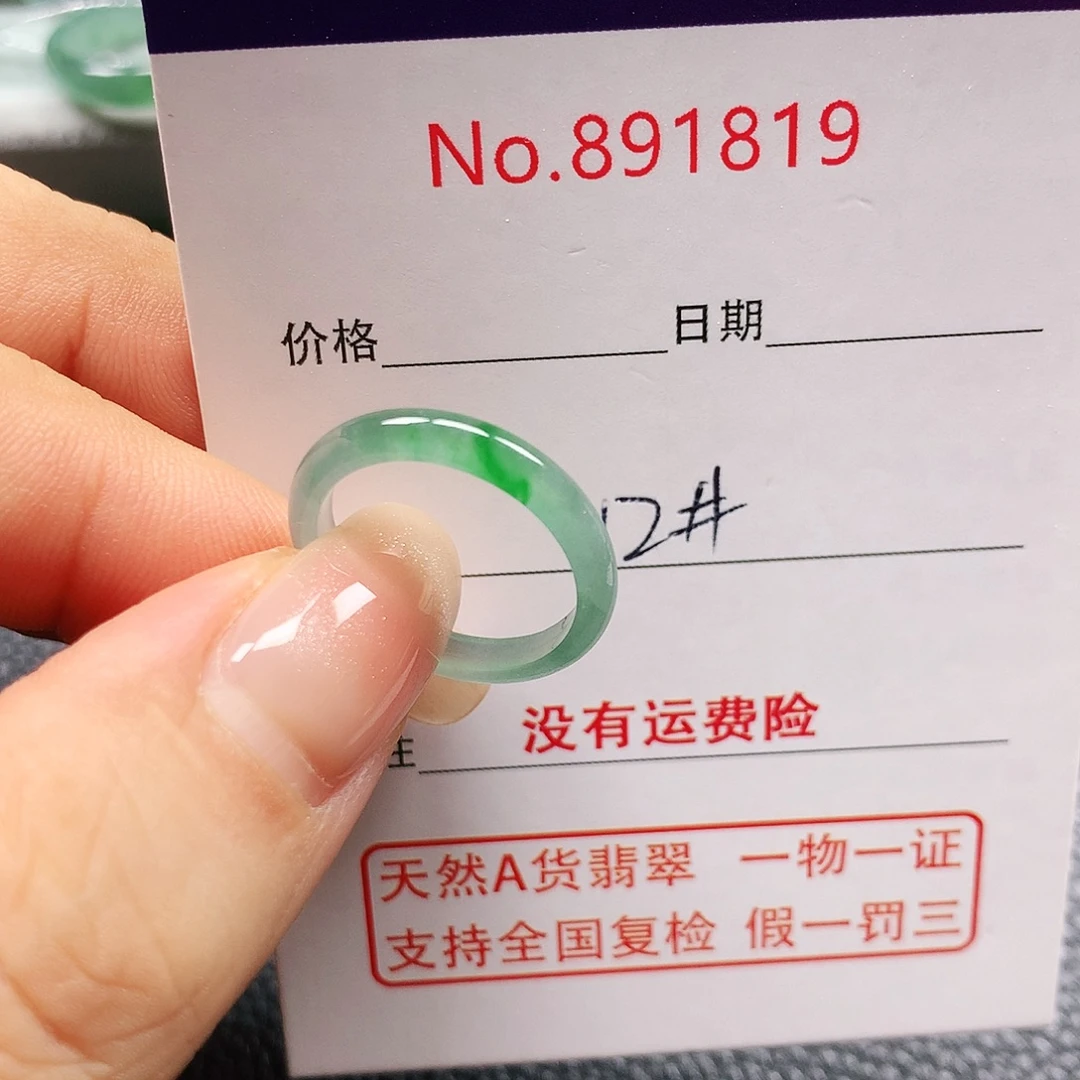 No.891819
价格 日期
12#
注 没有运费险
天然A货翡翠 一物一证
支持全国复检 假一罚三